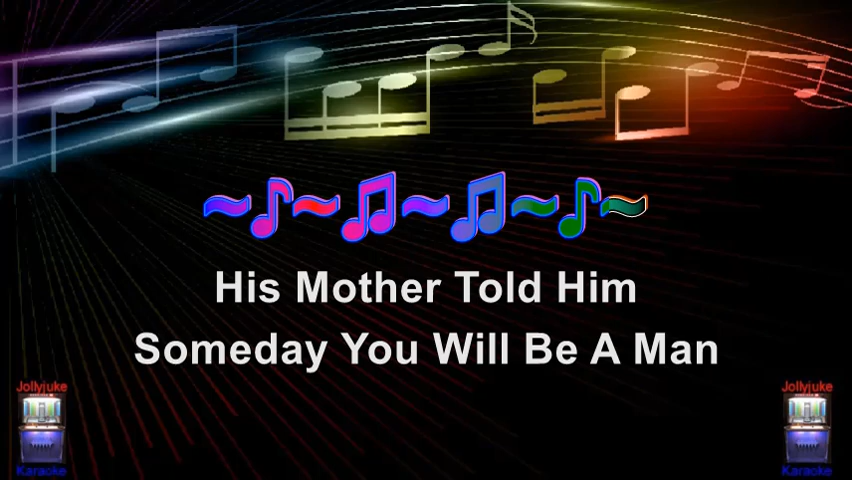 His Mother Told Him
Someday You Will Be A Man
Jollyjuke
Karaoke
Jollyjuke
Karaoke